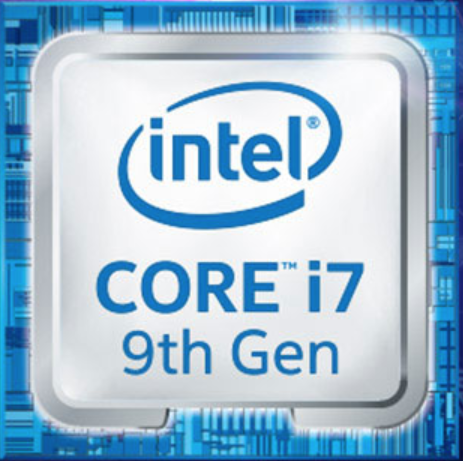 intel®
CORE™ i7
9th Gen